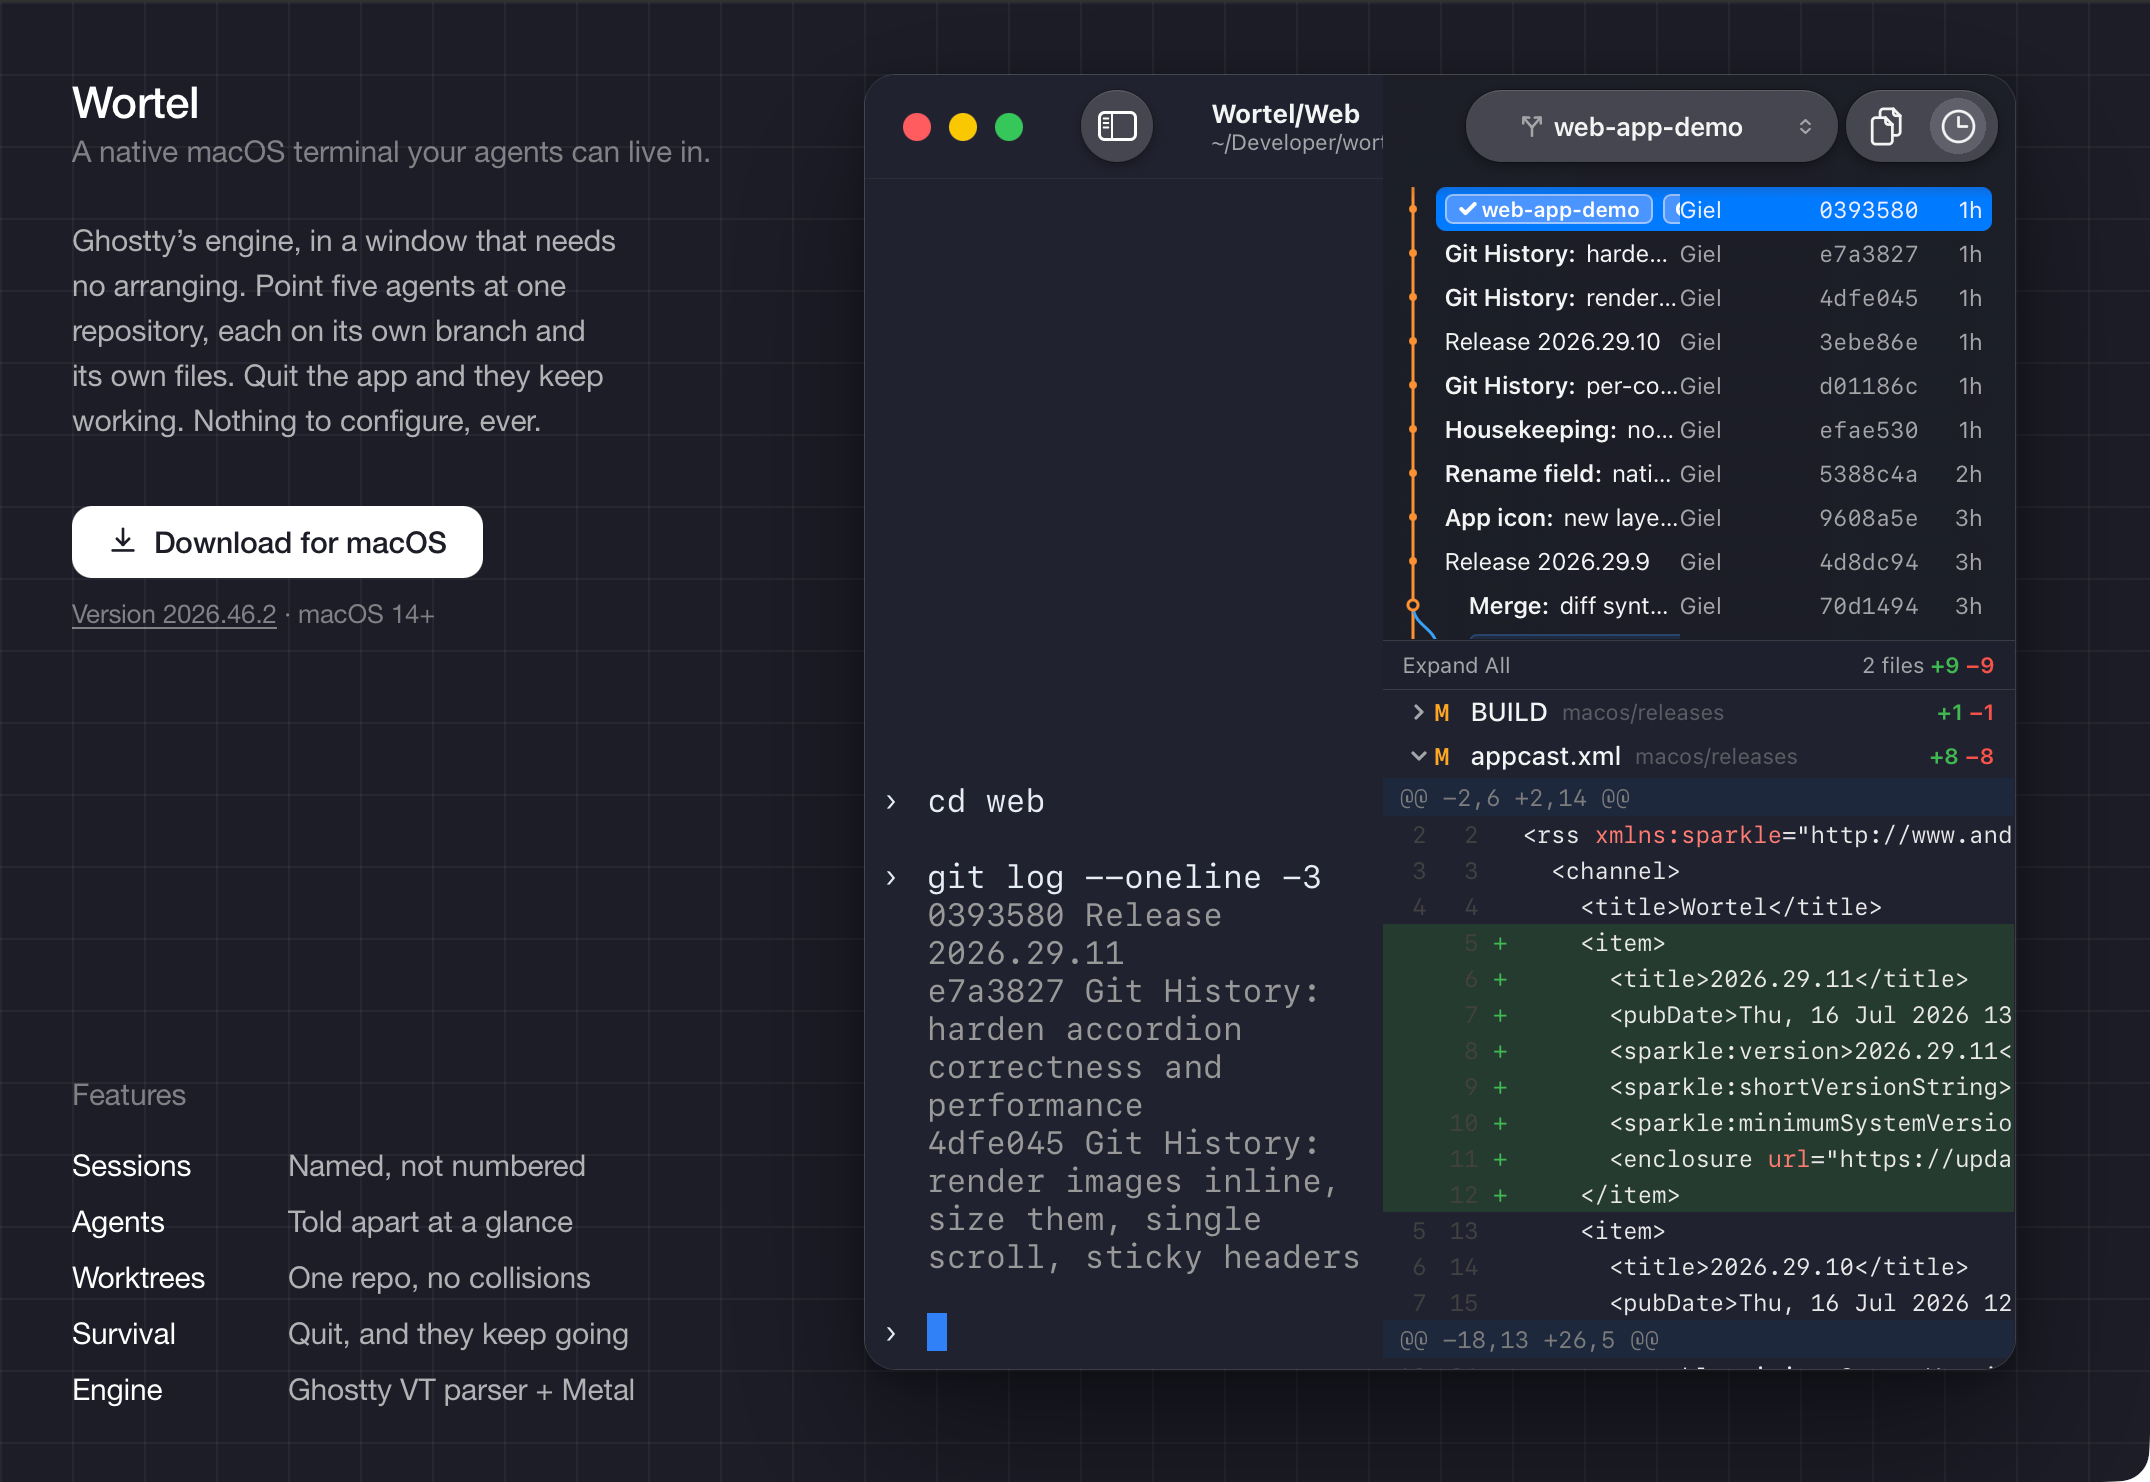 Wortel
A native macOS terminal your agents can live in.
Ghostty’s engine, in a window that needs
no arranging. Point five agents at one
repository, each on its own branch and
its own files. Quit the app and they keep
working. Nothing to configure, ever.
Download for macOS
Version 2026.46.2 · macOS 14+
Features
Sessions Named, not numbered
Agents Told apart at a glance
Worktrees One repo, no collisions
Survival Quit, and they keep going
Engine Ghostty VT parser + Metal
Wortel/Web
~/Developer/wort
› cd web
› git log --oneline -3
0393580 Release
2026.29.11
e7a3827 Git History:
harden accordion
correctness and
performance
4dfe045 Git History:
render images inline,
size them, single
scroll, sticky headers
›
web-app-demo
web-app-demo Giel 0393580 1h
Git History: harde... Giel e7a3827 1h
Git History: render... Giel 4dfe045 1h
Release 2026.29.10 Giel 3ebe86e 1h
Git History: per-co... Giel d01186c 1h
Housekeeping: no... Giel efae530 1h
Rename field: nati... Giel 5388c4a 2h
App icon: new laye... Giel 9608a5e 3h
Release 2026.29.9 Giel 4d8dc94 3h
Merge: diff synt... Giel 70d1494 3h
Expand All 2 files +9 −9
M BUILD macos/releases +1 −1
M appcast.xml macos/releases +8 −8
@@ −2,6 +2,14 @@
2 2 <rss xmlns:sparkle="http://www.and
3 3 <channel>
4 4 <title>Wortel</title>
5 + <item>
6 + <title>2026.29.11</title>
7 + <pubDate>Thu, 16 Jul 2026 13
8 + <sparkle:version>2026.29.11<
9 + <sparkle:shortVersionString>
10 + <sparkle:minimumSystemVersio
11 + <enclosure url="https://upda
12 + </item>
5 13 <item>
6 14 <title>2026.29.10</title>
7 15 <pubDate>Thu, 16 Jul 2026 12
@@ −18,13 +26,5 @@